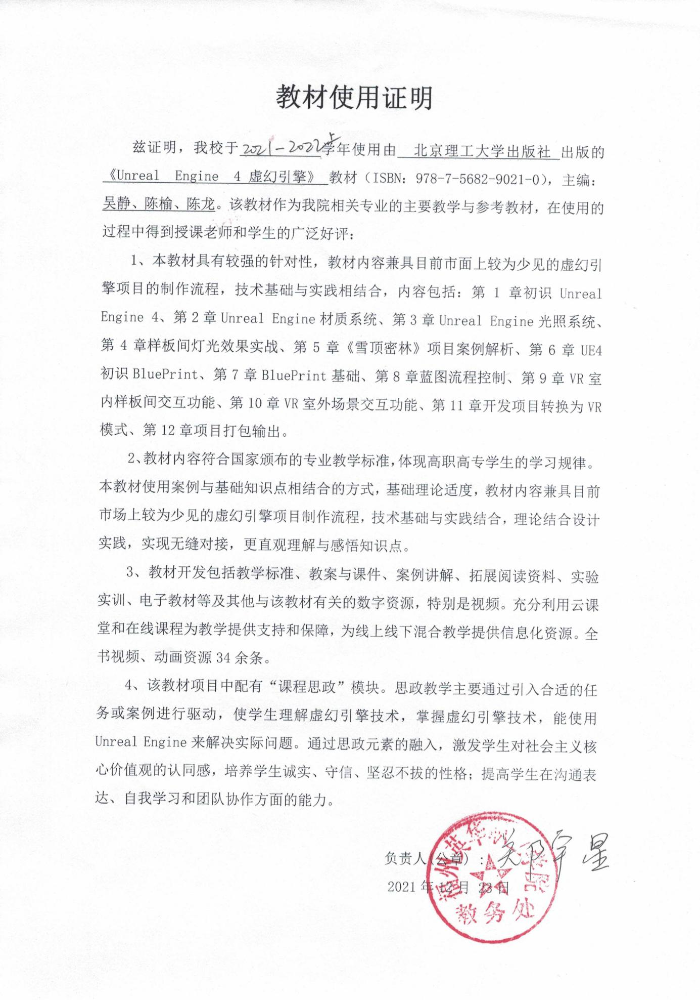 教材使用证明
兹证明，我校于2021-2022上学年使用由 北京理工大学出版社 出版的
《Unreal Engine 4 虚幻引擎》 教材（ISBN：978-7-5682-9021-0），主编：
吴静、陈榆、陈龙。该教材作为我院相关专业的主要教学与参考教材，在使用的
过程中得到授课老师和学生的广泛好评：
1、本教材具有较强的针对性，教材内容兼具目前市面上较为少见的虚幻引
擎项目的制作流程，技术基础与实践相结合，内容包括：第 1 章初识 Unreal
Engine 4、第 2 章 Unreal Engine 材质系统、第 3 章 Unreal Engine 光照系统、
第 4 章样板间灯光效果实战、第 5 章《雪顶密林》项目案例解析、第 6 章 UE4
初识 BluePrint、第 7 章 BluePrint 基础、第 8 章蓝图流程控制、第 9 章 VR 室
内样板间交互功能、第 10 章 VR 室外场景交互功能、第 11 章开发项目转换为 VR
模式、第 12 章项目打包输出。
2、教材内容符合国家颁布的专业教学标准，体现高职高专学生的学习规律。
本教材使用案例与基础知识点相结合的方式，基础理论适度，教材内容兼具目前
市场上较为少见的虚幻引擎项目制作流程，技术基础与实践结合，理论结合设计
实践，实现无缝对接，更直观理解与感悟知识点。
3、教材开发包括教学标准、教案与课件、案例讲解、拓展阅读资料、实验
实训、电子教材等及其他与该教材有关的数字资源，特别是视频。充分利用云课
堂和在线课程为教学提供支持和保障，为线上线下混合教学提供信息化资源。全
书视频、动画资源 34 余条。
4、该教材项目中配有“课程思政”模块。思政教学主要通过引入合适的任
务或案例进行驱动，使学生理解虚幻引擎技术，掌握虚幻引擎技术，能使用
Unreal Engine 来解决实际问题。通过思政元素的融入，激发学生对社会主义核
心价值观的认同感，培养学生诚实、守信、坚忍不拔的性格；提高学生在沟通表
达、自我学习和团队协作方面的能力。
负责人（公章）：郑宇星
2021 年 12 月 23 日
福州英华职 学院
教务处